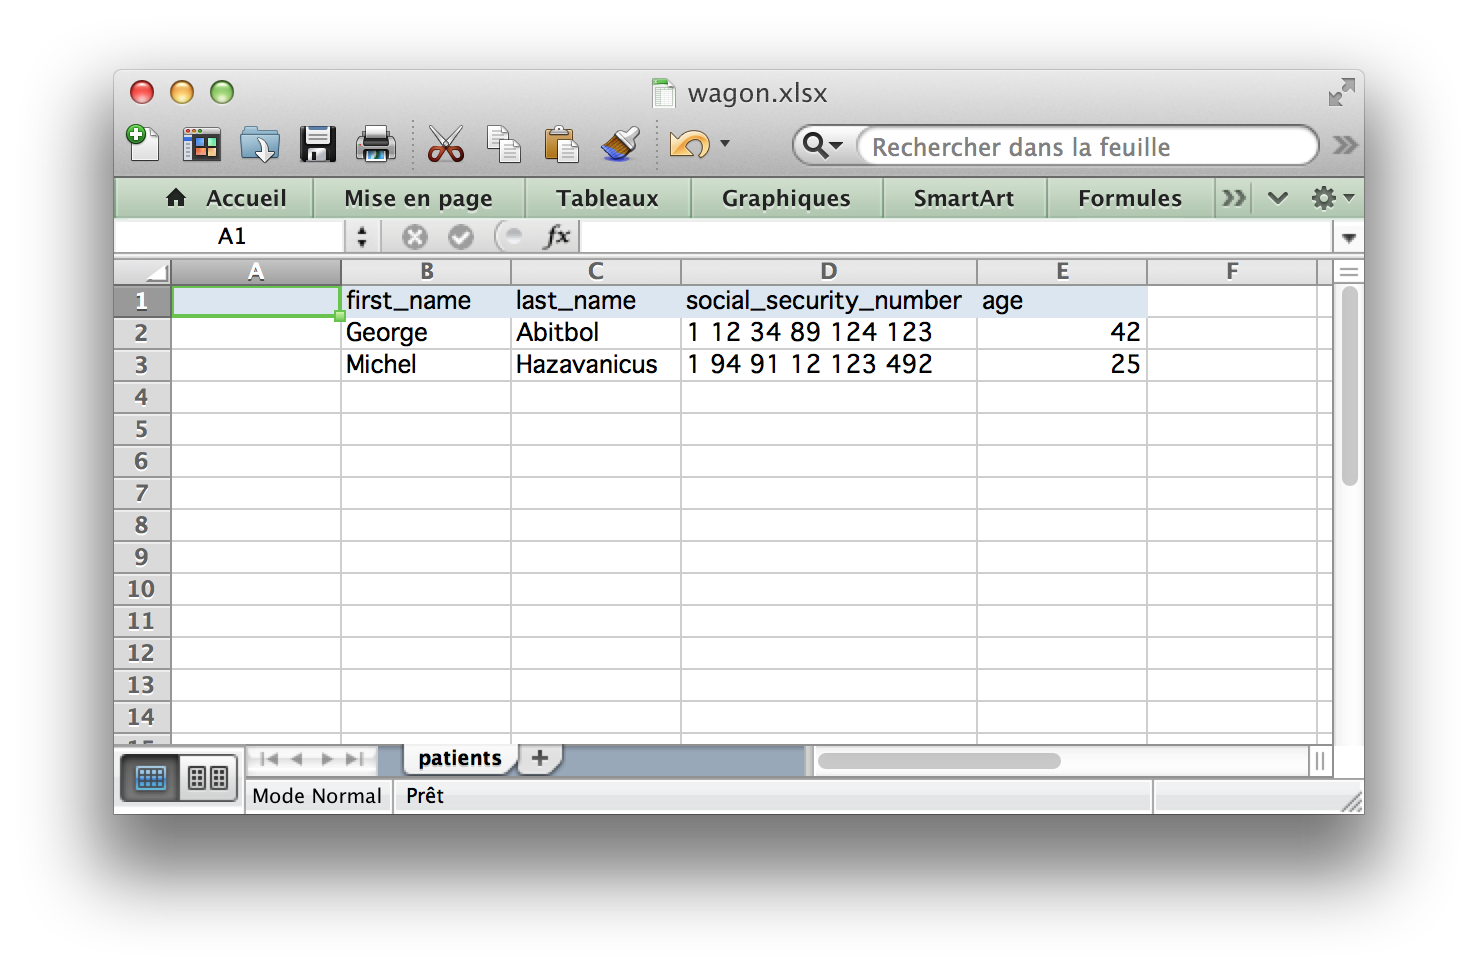 wagon.xlsx
Rechercher dans la feuille
Accueil Mise en page Tableaux Graphiques SmartArt Formules
A1 fx
A B C D E F
1 first_name last_name social_security_number age
2 George Abitbol 1 12 34 89 124 123 42
3 Michel Hazavanicus 1 94 91 12 123 492 25
4
5
6
7
8
9
10
11
12
13
14
15
patients
Mode Normal Prêt